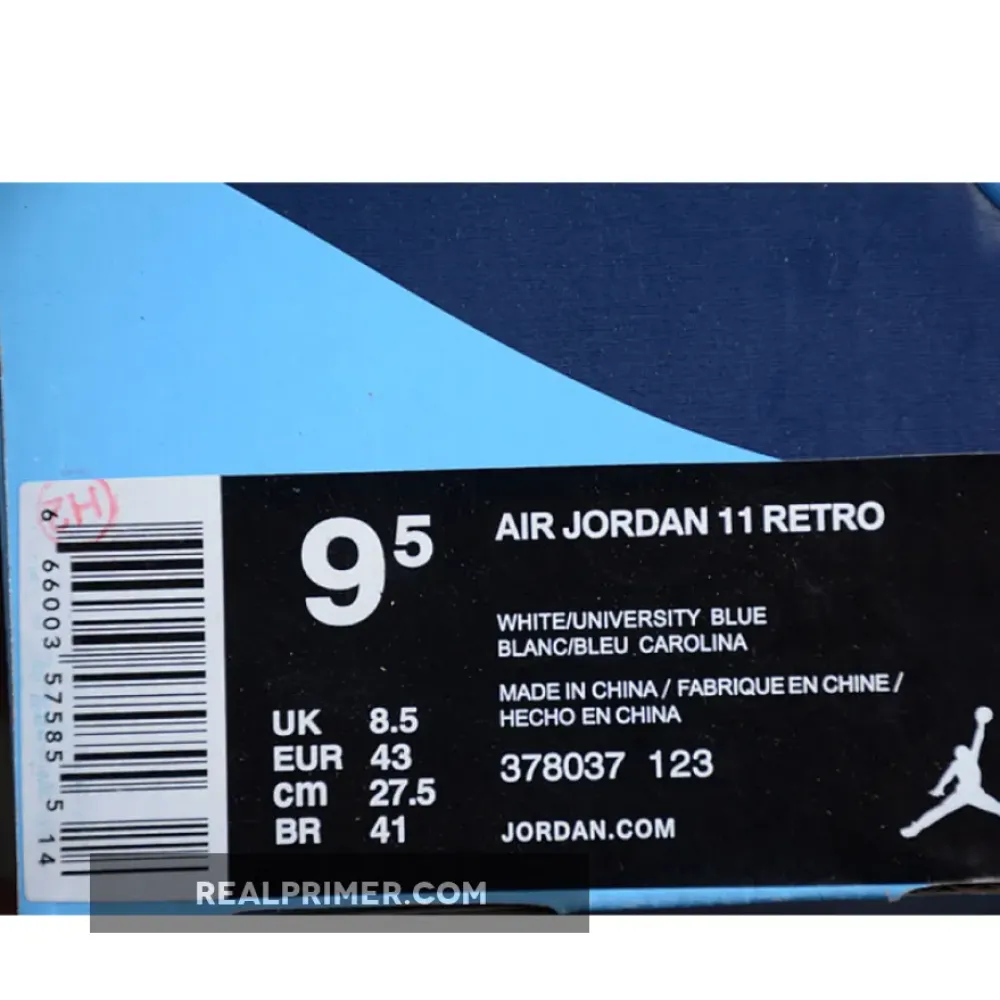 H2
6 66003 57585 5 14
9⁵
UK 8.5
EUR 43
cm 27.5
BR 41
AIR JORDAN 11 RETRO
WHITE/UNIVERSITY BLUE
BLANC/BLEU CAROLINA
MADE IN CHINA / FABRIQUE EN CHINE /
HECHO EN CHINA
378037 123
JORDAN.COM
REALPRIMER.COM